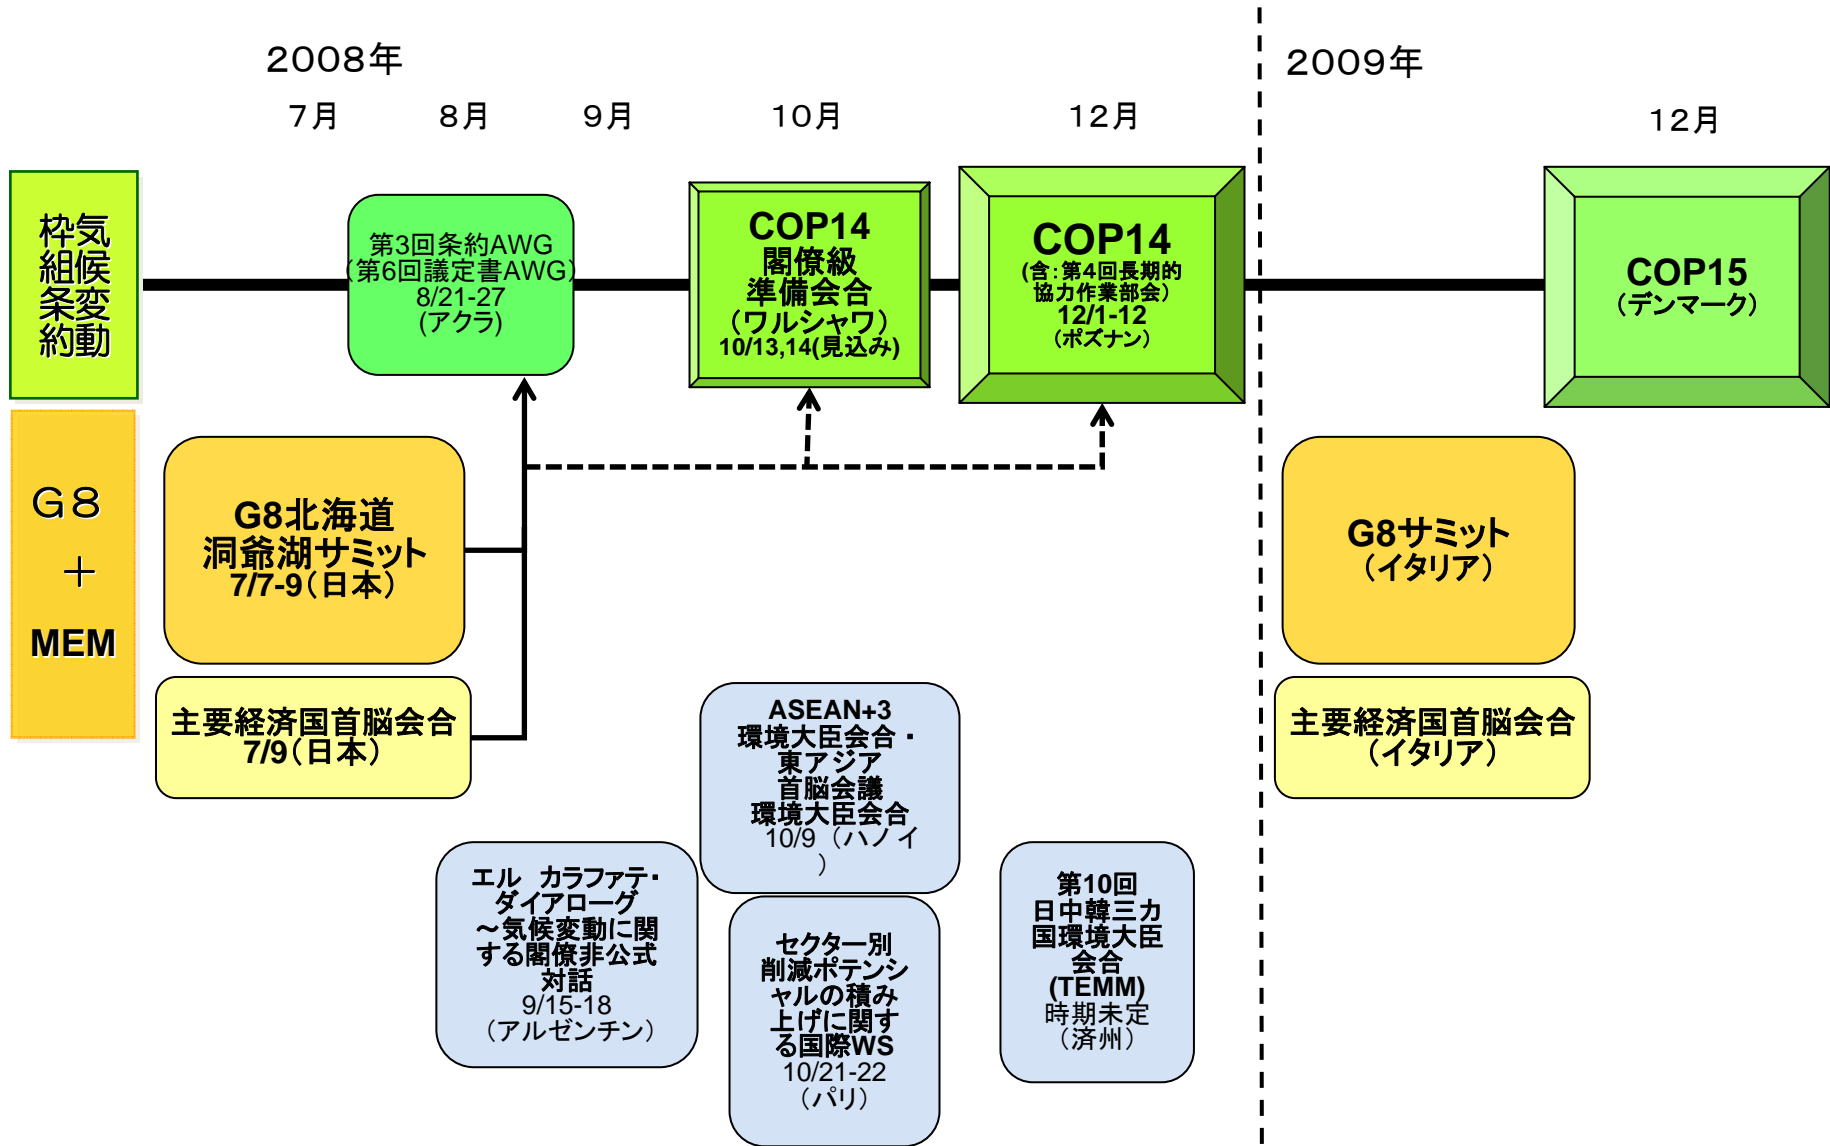 2008年
2009年
7月
8月
9月
10月
12月
12月
気候変動
枠組条約
第3回条約AWG
(第6回議定書AWG)
8/21-27
(アクラ)
COP14
閣僚級
準備会合
(ワルシャワ)
10/13,14(見込み)
COP14
(含:第4回長期的
協力作業部会)
12/1-12
(ポズナン)
COP15
(デンマーク)
G8
+
MEM
G8北海道
洞爺湖サミット
7/7-9(日本)
主要経済国首脳会合
7/9(日本)
G8サミット
(イタリア)
主要経済国首脳会合
(イタリア)
ASEAN+3
環境大臣会合・
東アジア
首脳会議
環境大臣会合
10/9 (ハノイ
)
エル カラファテ・
ダイアローグ
~気候変動に関
する閣僚非公式
対話
9/15-18
(アルゼンチン)
セクター別
削減ポテンシ
ャルの積み
上げに関す
る国際WS
10/21-22
(パリ)
第10回
日中韓三カ
国環境大臣
会合
(TEMM)
時期未定
(済州)